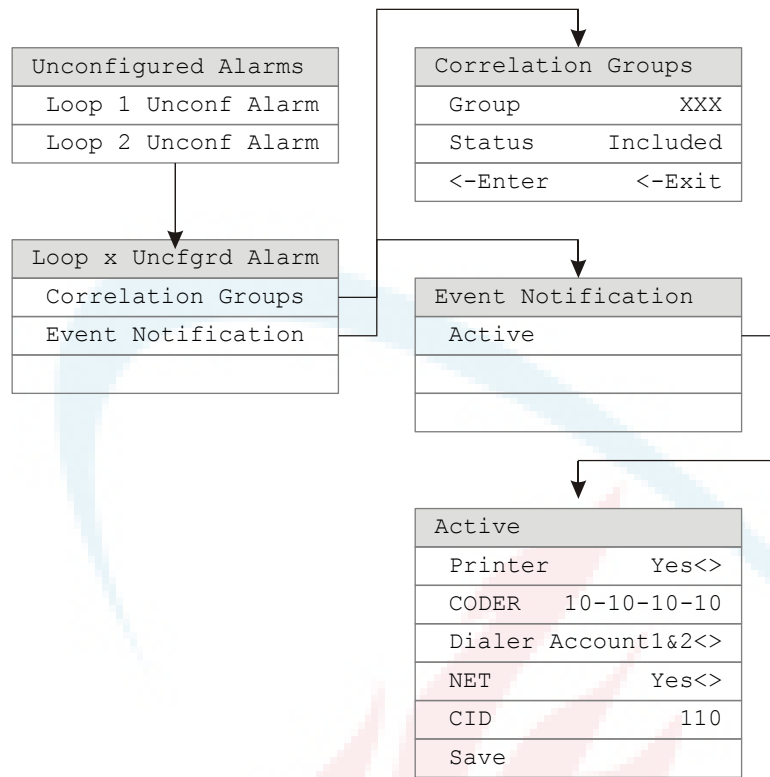 Unconfigured Alarms
Loop 1 Unconf Alarm
Loop 2 Unconf Alarm
Correlation Groups
Group XXX
Status Included
<-Enter <-Exit
Loop x Uncfgrd Alarm
Correlation Groups
Event Notification
Event Notification
Active
Active
Printer Yes<>
CODER 10-10-10-10
Dialer Account1&2<>
NET Yes<>
CID 110
Save